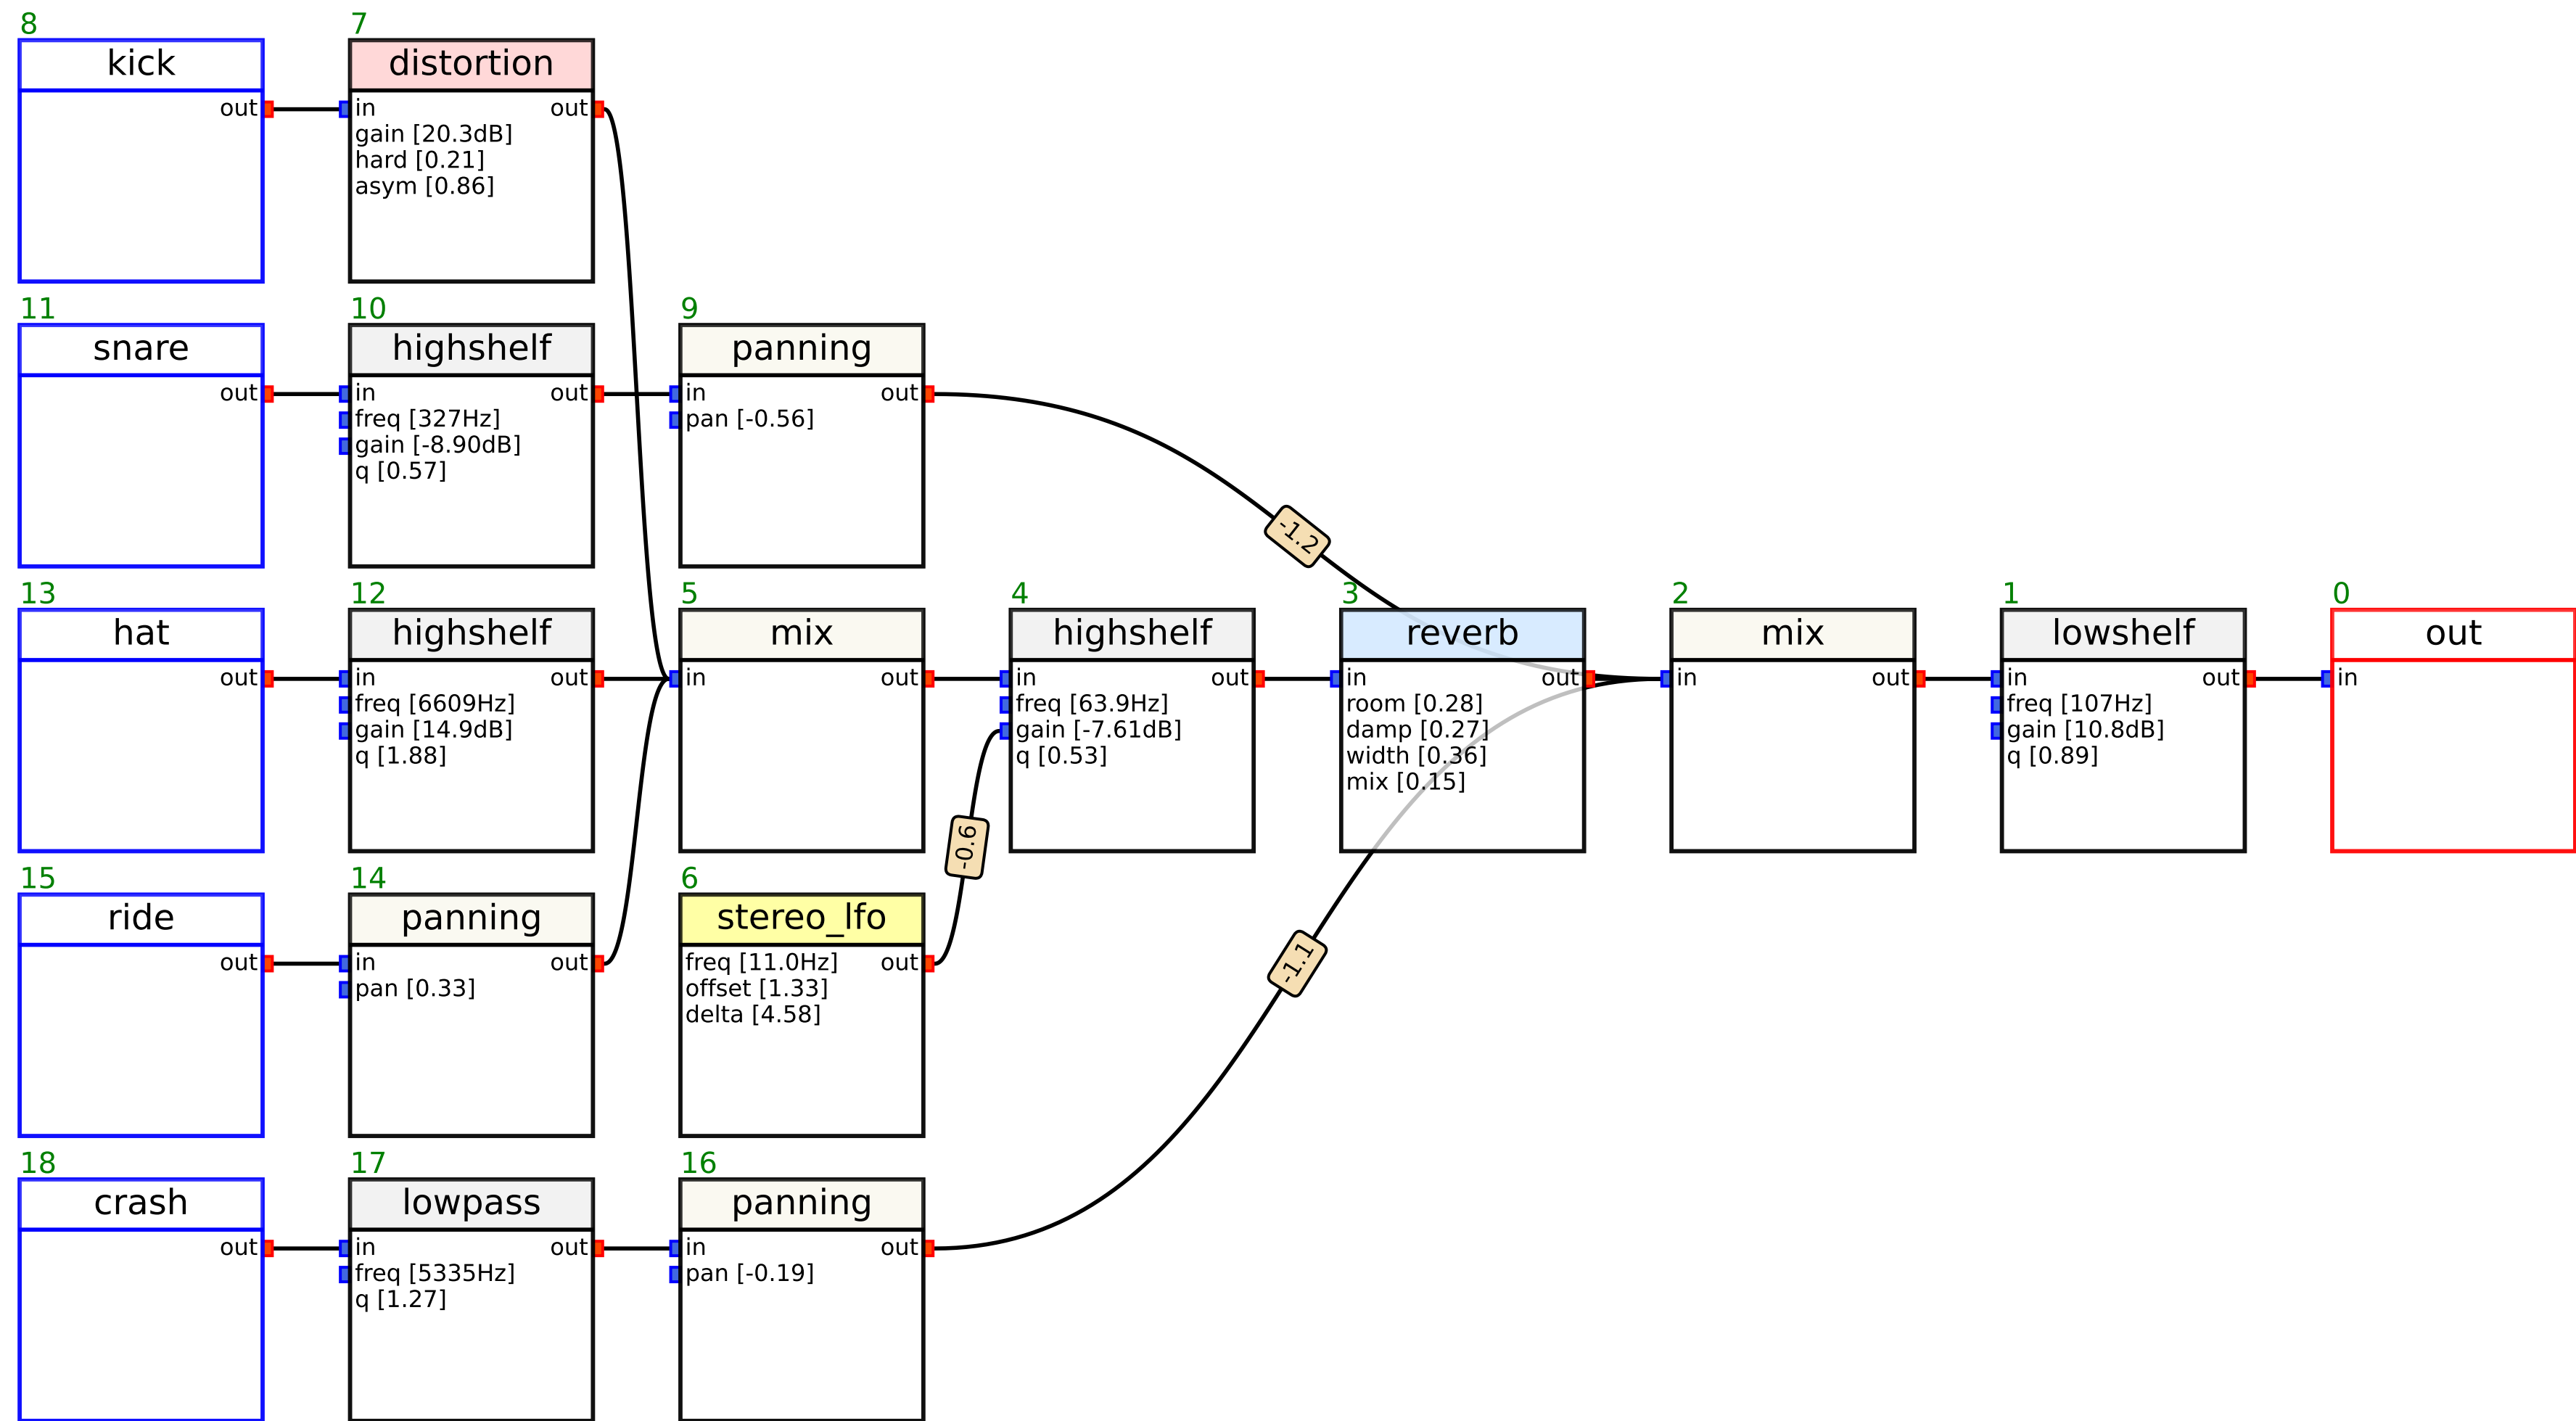 8
kick
out
7
distortion
in out
gain [20.3dB]
hard [0.21]
asym [0.86]
11
snare
out
10
highshelf
in out
freq [327Hz]
gain [-8.90dB]
q [0.57]
9
panning
in out
pan [-0.56]
-1.2
13
hat
out
12
highshelf
in out
freq [6609Hz]
gain [14.9dB]
q [1.88]
5
mix
in out
4
highshelf
in out
freq [63.9Hz]
gain [-7.61dB]
q [0.53]
3
reverb
in out
room [0.28]
damp [0.27]
width [0.36]
mix [0.15]
2
mix
in out
1
lowshelf
in out
freq [107Hz]
gain [10.8dB]
q [0.89]
0
out
in
-0.6
15
ride
out
14
panning
in out
pan [0.33]
6
stereo_lfo
freq [11.0Hz] out
offset [1.33]
delta [4.58]
-1.1
18
crash
out
17
lowpass
in out
freq [5335Hz]
q [1.27]
16
panning
in out
pan [-0.19]